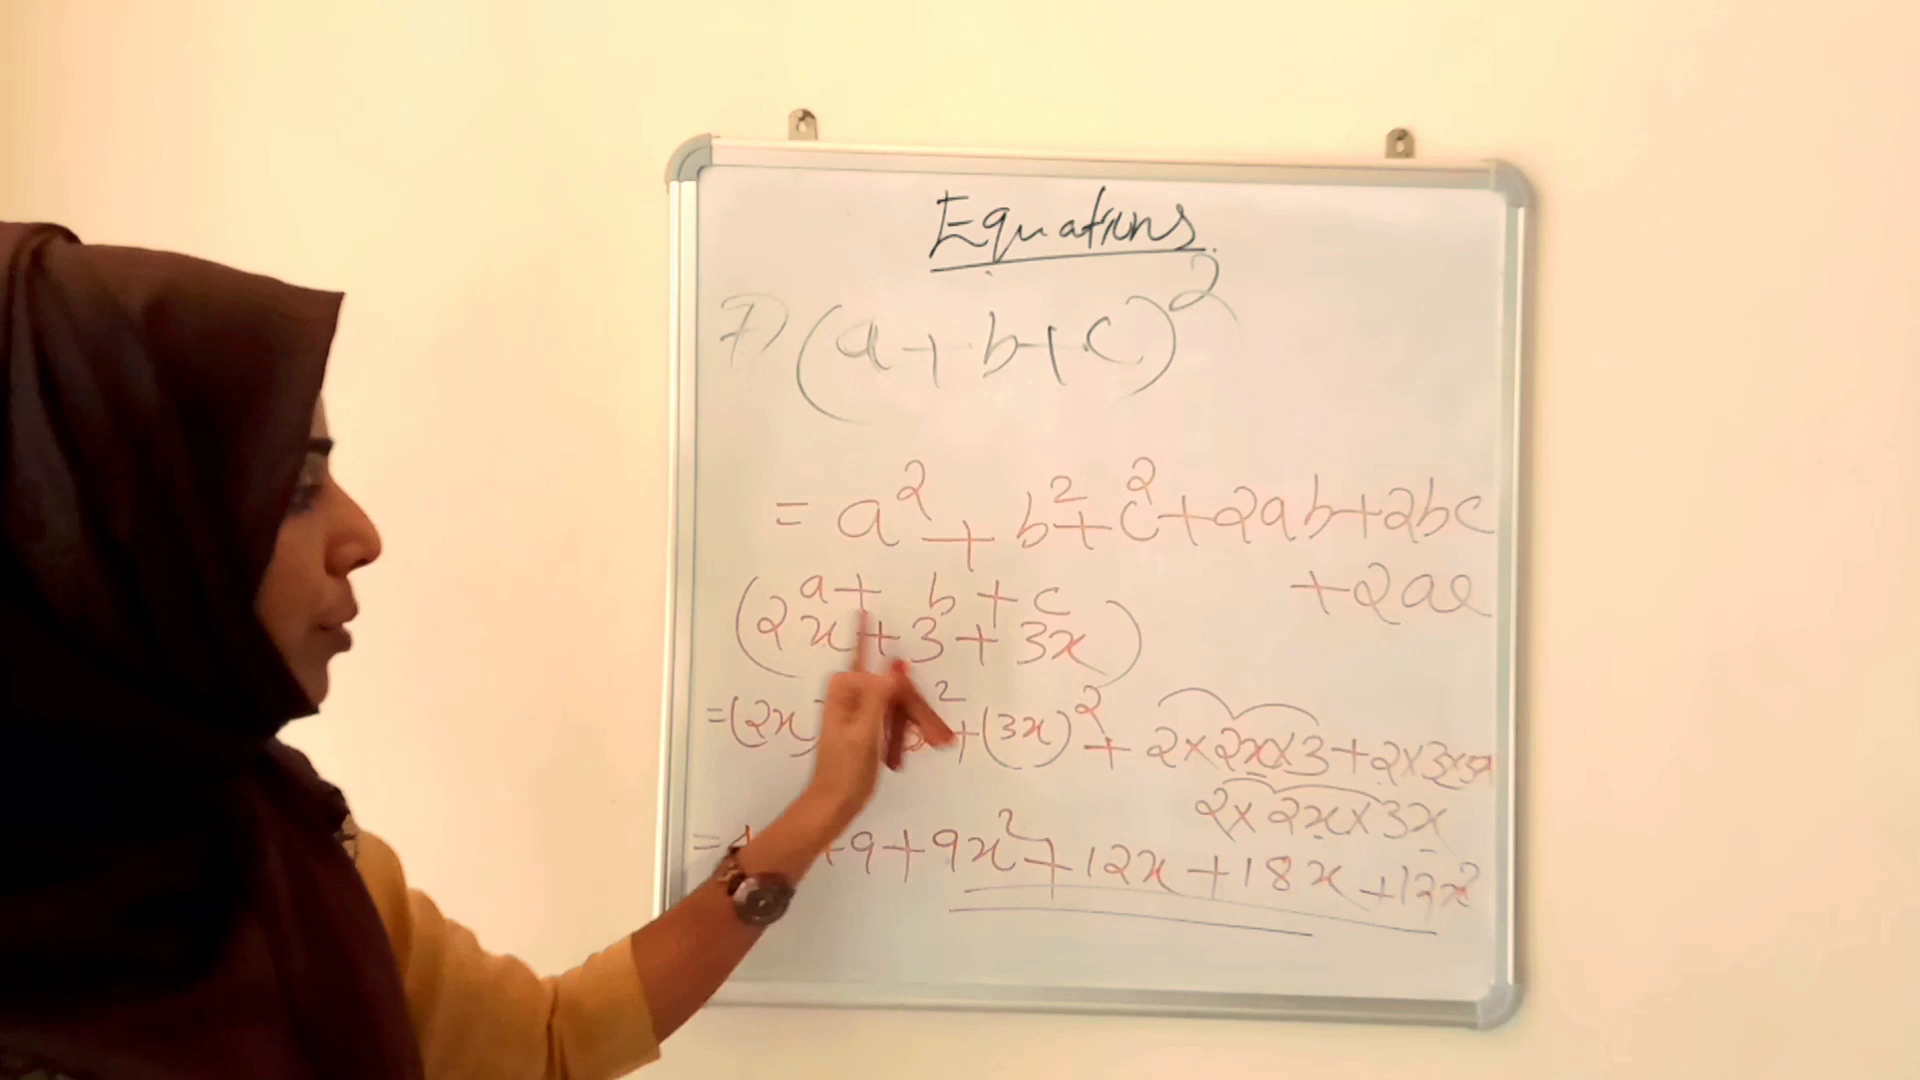 Equations
7) (a+b+c)²
= a² + b² + c² + 2ab + 2bc
+ 2ac
a + b + c
(2x + 3 + 3x)
= (2x) ² + (3x)² + 2×2x×3 + 2×3×3x
2× 2x×3x
= 4 +9+9x² + 12x + 18x + 12x²